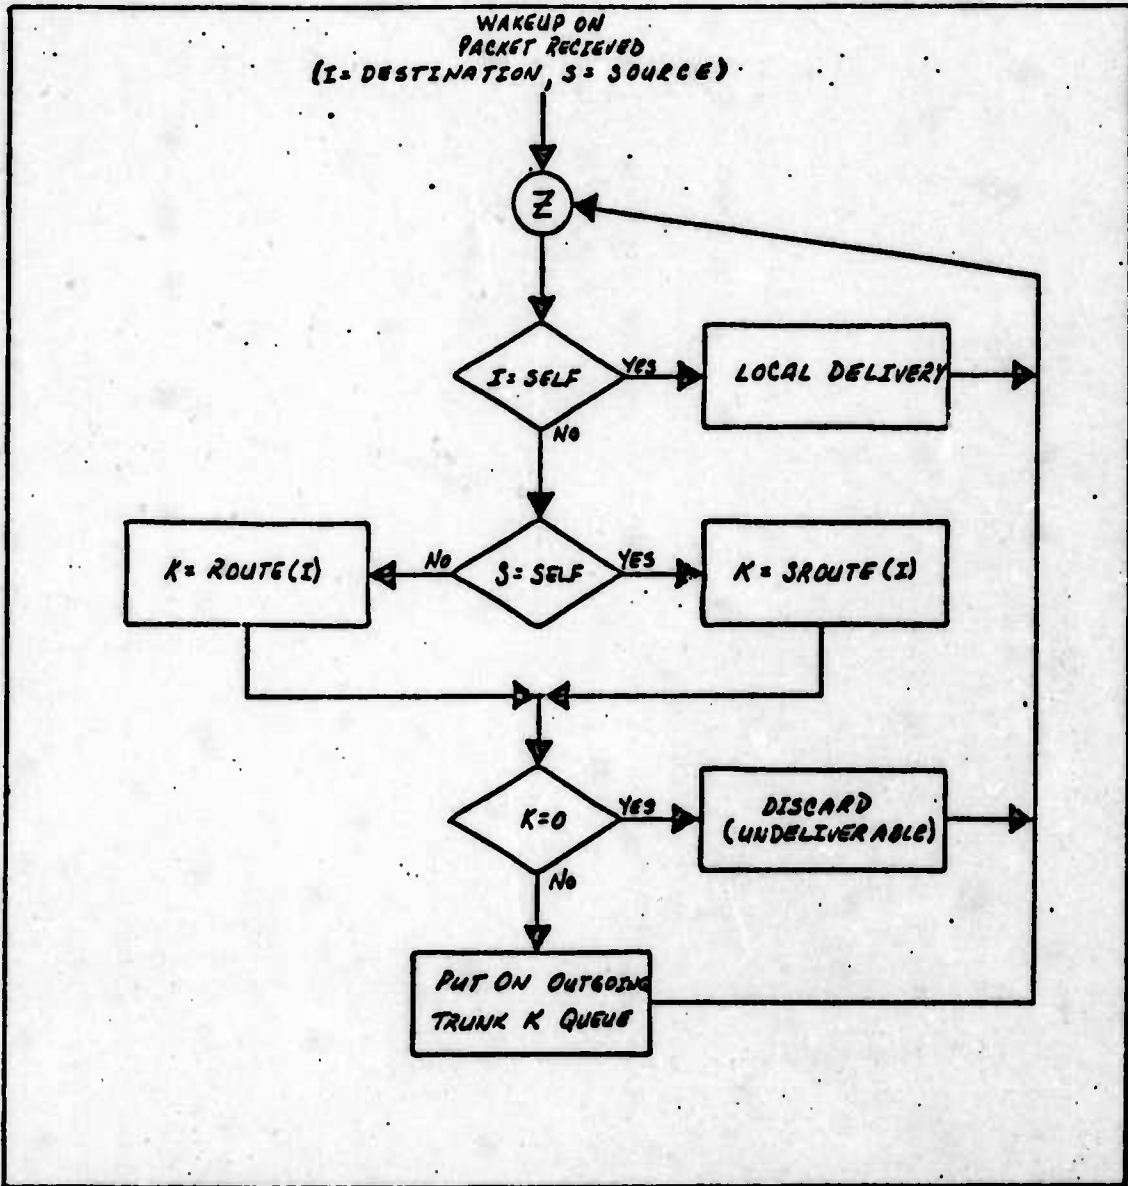 WAKEUP ON
PACKET RECIEVED
(I = DESTINATION, S = SOURCE)
Z
I = SELF
YES
LOCAL DELIVERY
NO
K = ROUTE(I)
NO
S = SELF
YES
K = SROUTE(I)
K=0
YES
DISCARD
(UNDELIVERABLE)
NO
PUT ON OUTGOING
TRUNK K QUEUE